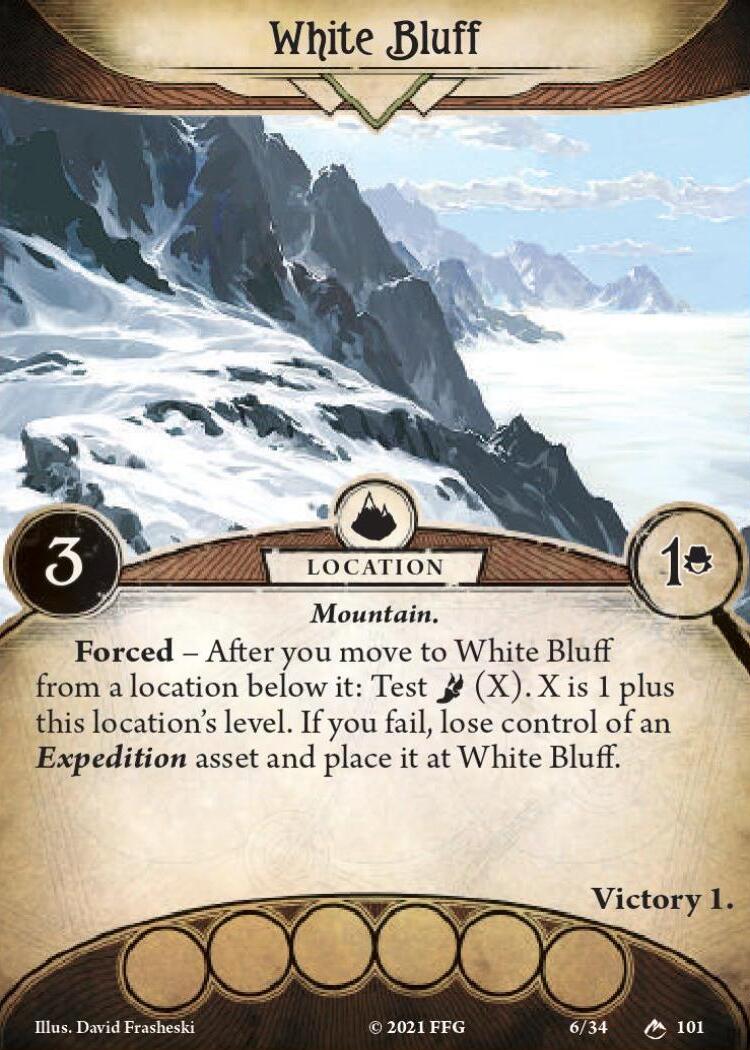 White Bluff
3
1
LOCATION
Mountain.
Forced – After you move to White Bluff
from a location below it: Test (X). X is 1 plus
this location's level. If you fail, lose control of an
Expedition asset and place it at White Bluff.
Victory 1.
Illus. David Frasheski
© 2021 FFG
6/34
101